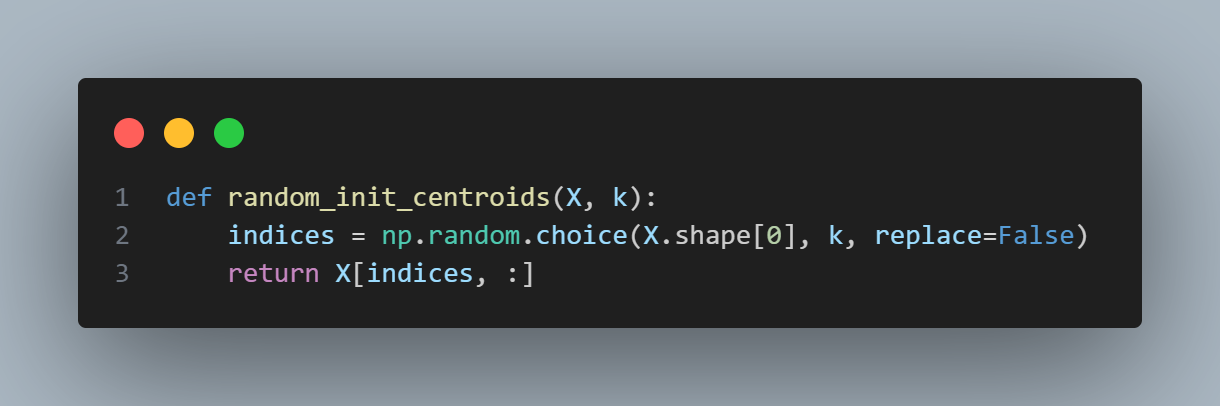 1 def random_init_centroids(X, k):
2     indices = np.random.choice(X.shape[0], k, replace=False)
3     return X[indices, :]